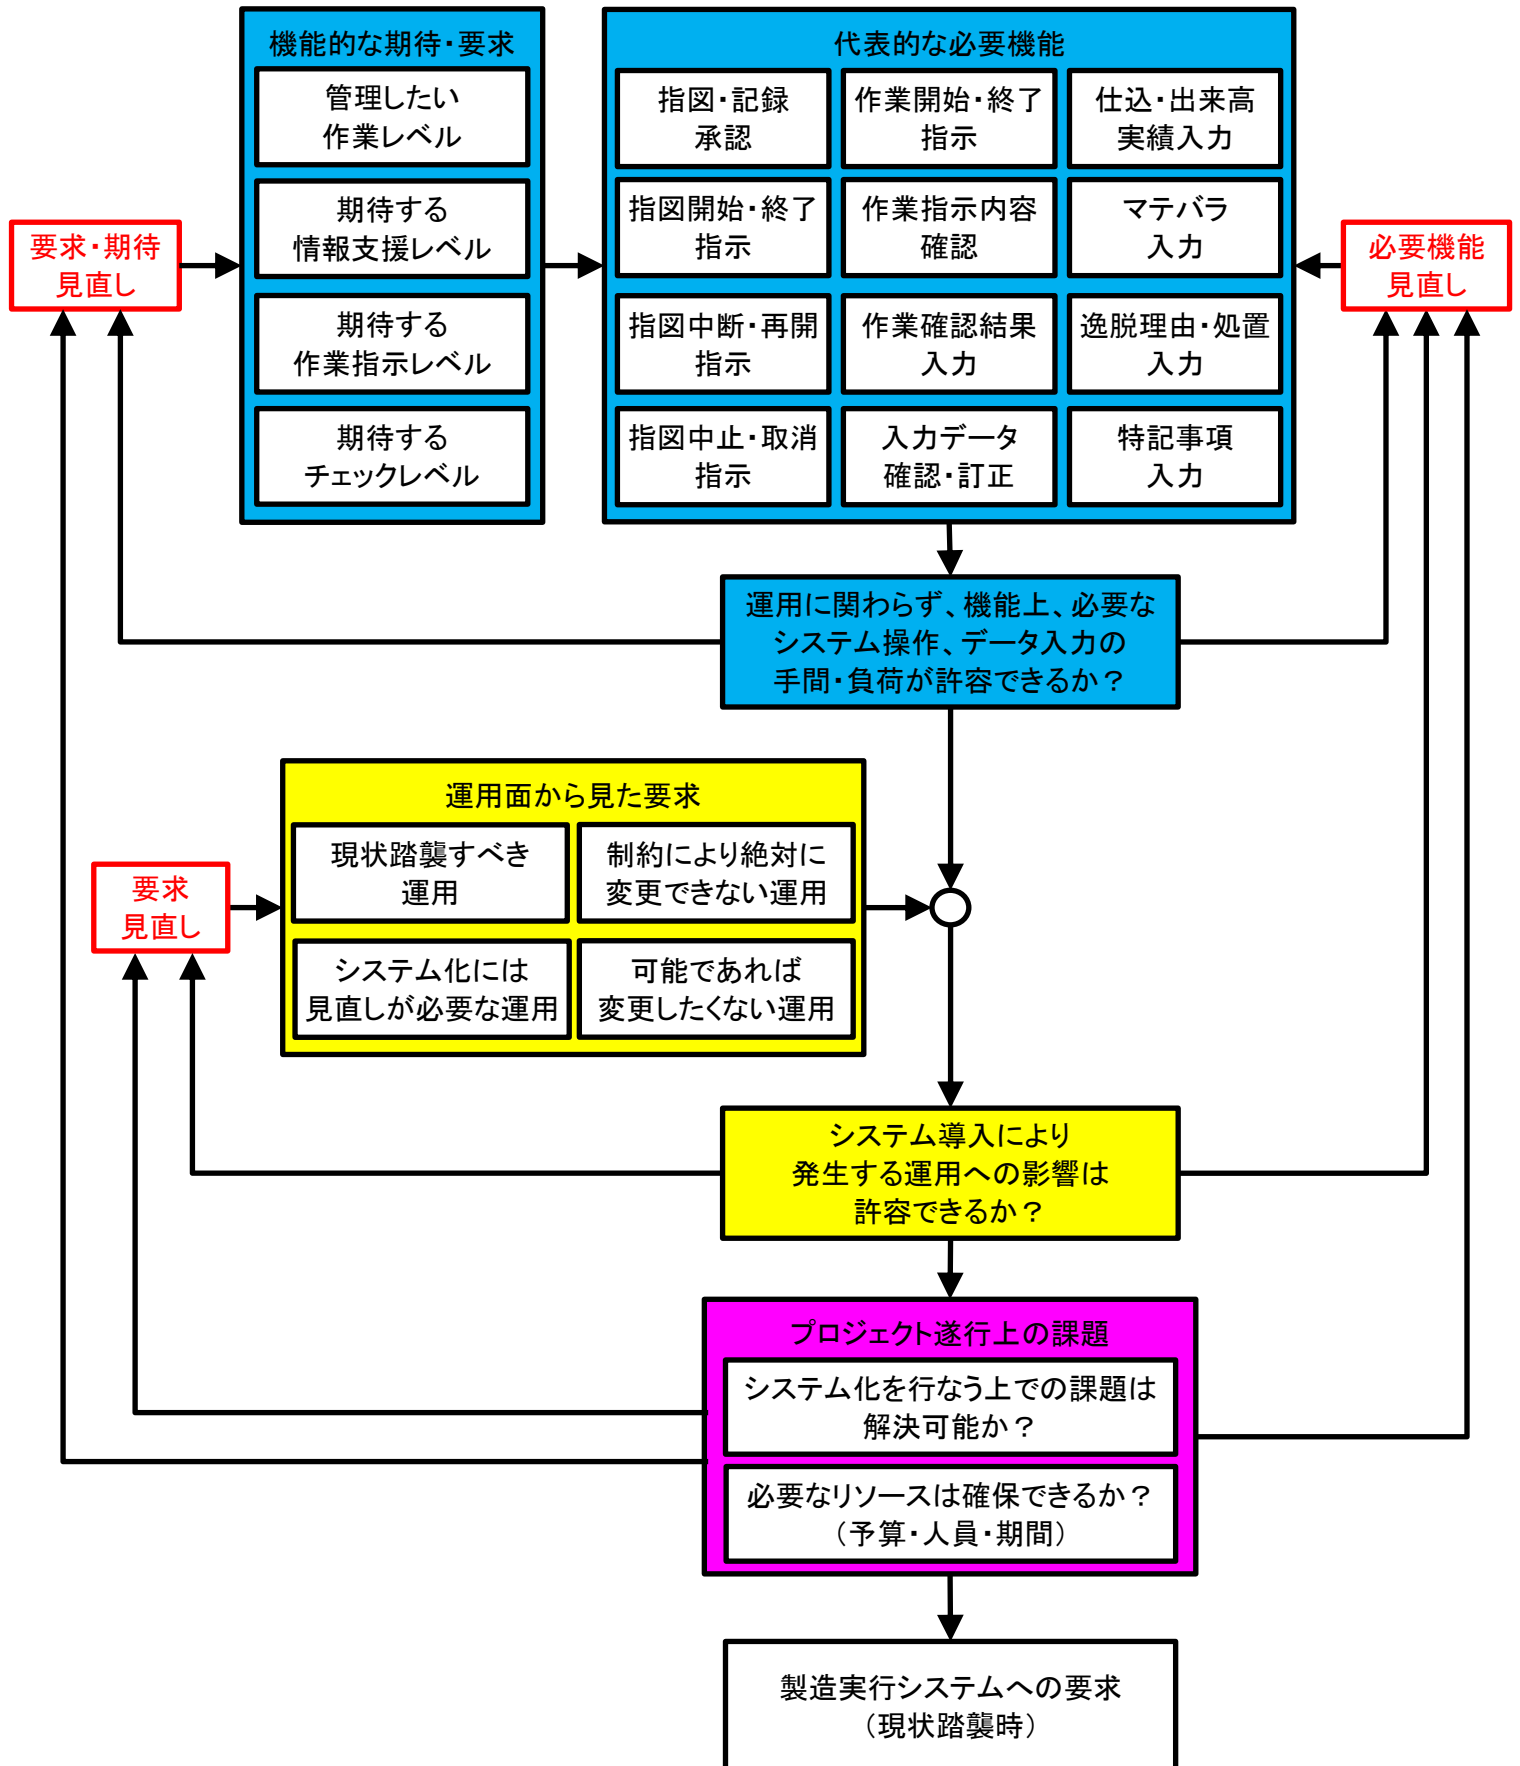 機能的な期待・要求
管理したい
作業レベル
期待する
情報支援レベル
期待する
作業指示レベル
期待する
チェックレベル
代表的な必要機能
指図・記録
承認
作業開始・終了
指示
仕込・出来高
実績入力
指図開始・終了
指示
作業指示内容
確認
マテバラ
入力
指図中断・再開
指示
作業確認結果
入力
逸脱理由・処置
入力
指図中止・取消
指示
入力データ
確認・訂正
特記事項
入力
要求・期待
見直し
必要機能
見直し
運用に関わらず、機能上、必要な
システム操作、データ入力の
手間・負荷が許容できるか？
運用面から見た要求
現状踏襲すべき
運用
制約により絶対に
変更できない運用
システム化には
見直しが必要な運用
可能であれば
変更したくない運用
要求
見直し
システム導入により
発生する運用への影響は
許容できるか？
プロジェクト遂行上の課題
システム化を行なう上での課題は
解決可能か？
必要なリソースは確保できるか？
（予算・人員・期間）
製造実行システムへの要求
（現状踏襲時）